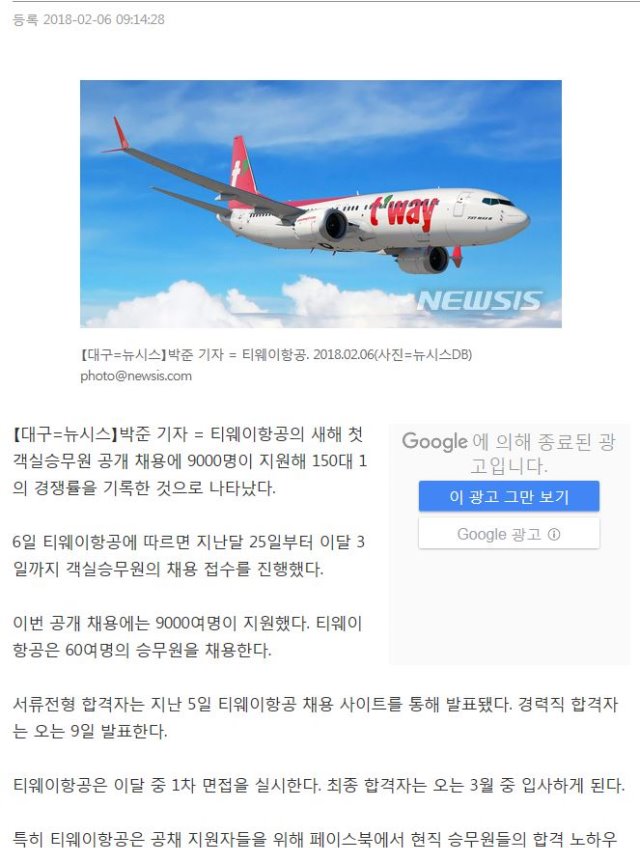 등록 2018-02-06 09:14:28
t'way
NEWSIS
【대구=뉴시스】박준 기자 = 티웨이항공. 2018.02.06(사진=뉴시스DB)
photo@newsis.com
【대구=뉴시스】박준 기자 = 티웨이항공의 새해 첫
객실승무원 공개 채용에 9000명이 지원해 150대 1
의 경쟁률을 기록한 것으로 나타났다.
6일 티웨이항공에 따르면 지난달 25일부터 이달 3
일까지 객실승무원의 채용 접수를 진행했다.
이번 공개 채용에는 9000여명이 지원했다. 티웨이
항공은 60여명의 승무원을 채용한다.
Google에 의해 종료된 광
고입니다.
이 광고 그만 보기
Google 광고 ⓘ
서류전형 합격자는 지난 5일 티웨이항공 채용 사이트를 통해 발표됐다. 경력직 합격자
는 오는 9일 발표한다.
티웨이항공은 이달 중 1차 면접을 실시한다. 최종 합격자는 오는 3월 중 입사하게 된다.
특히 티웨이항공은 공채 지원자들을 위해 페이스북에서 현직 승무원들의 합격 노하우